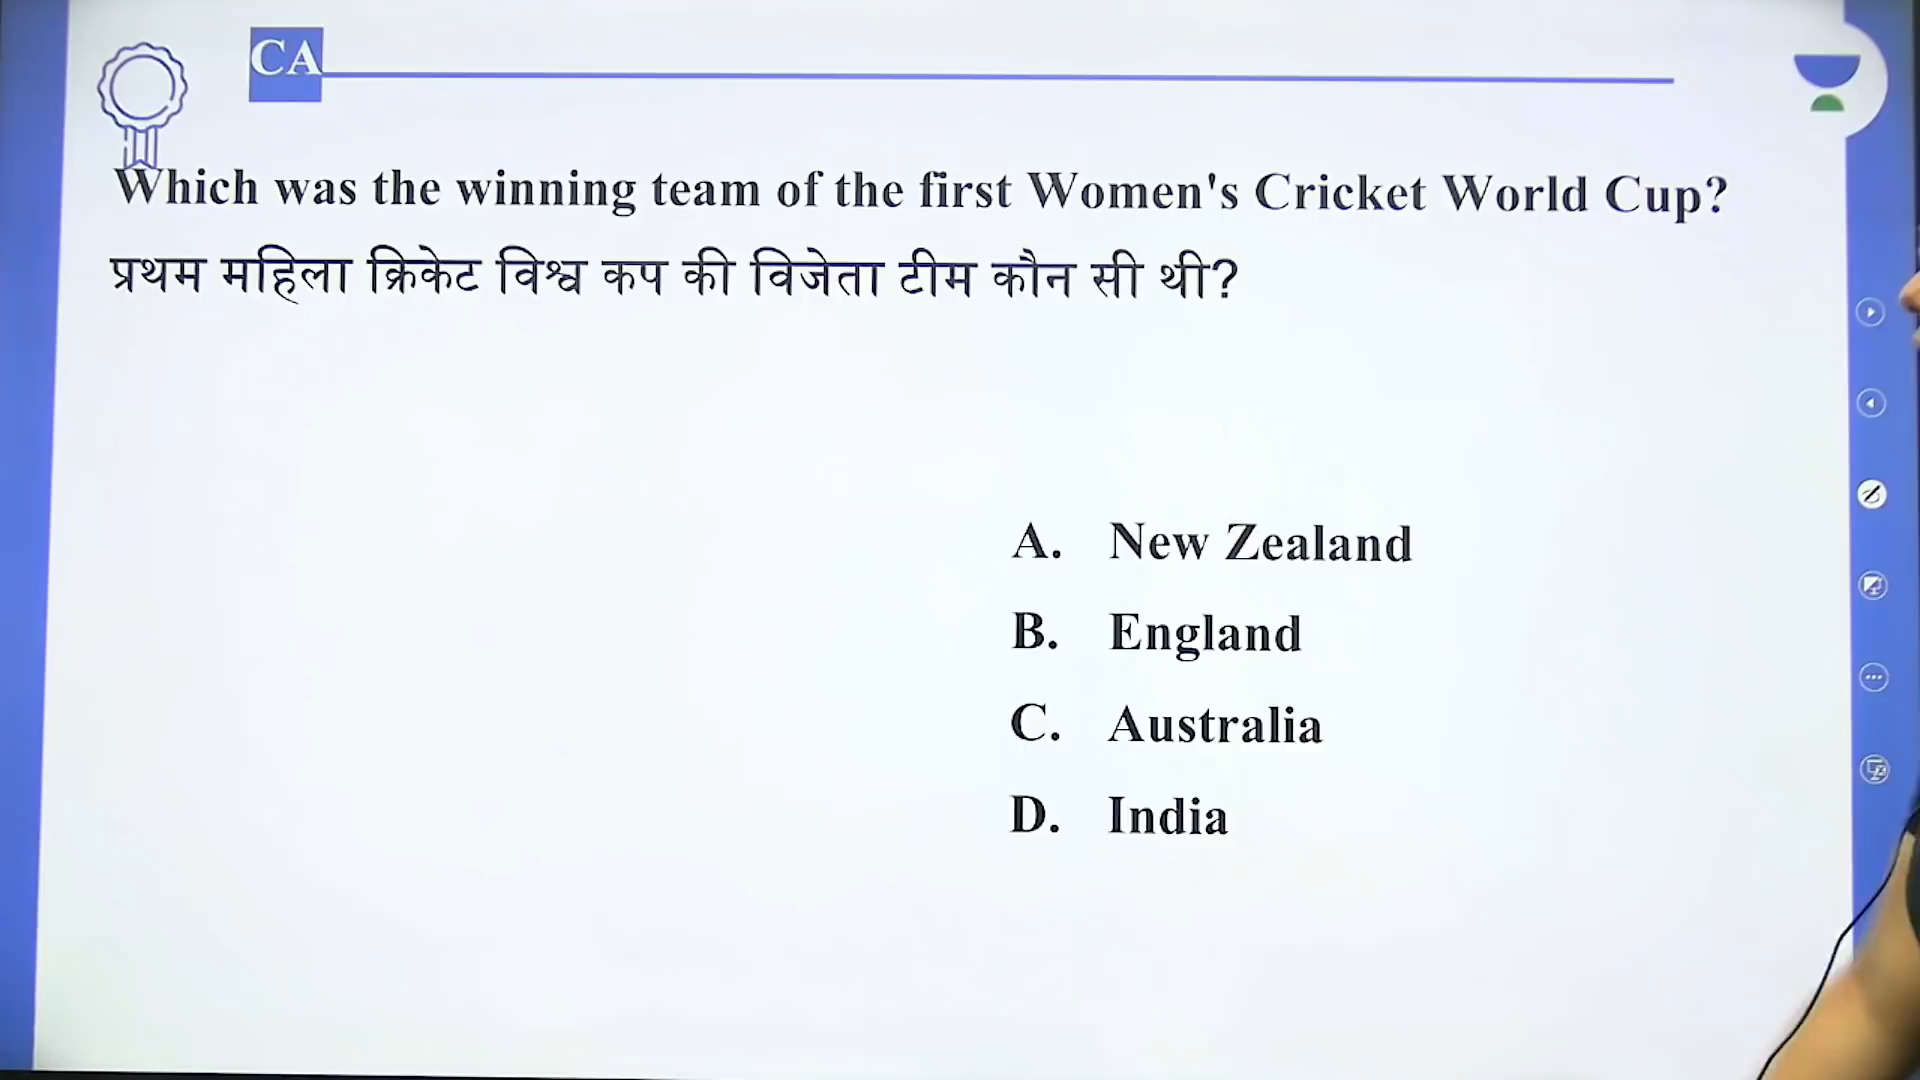 CA
Which was the winning team of the first Women's Cricket World Cup?
प्रथम महिला क्रिकेट विश्व कप की विजेता टीम कौन सी थी?
A. New Zealand
B. England
C. Australia
D. India